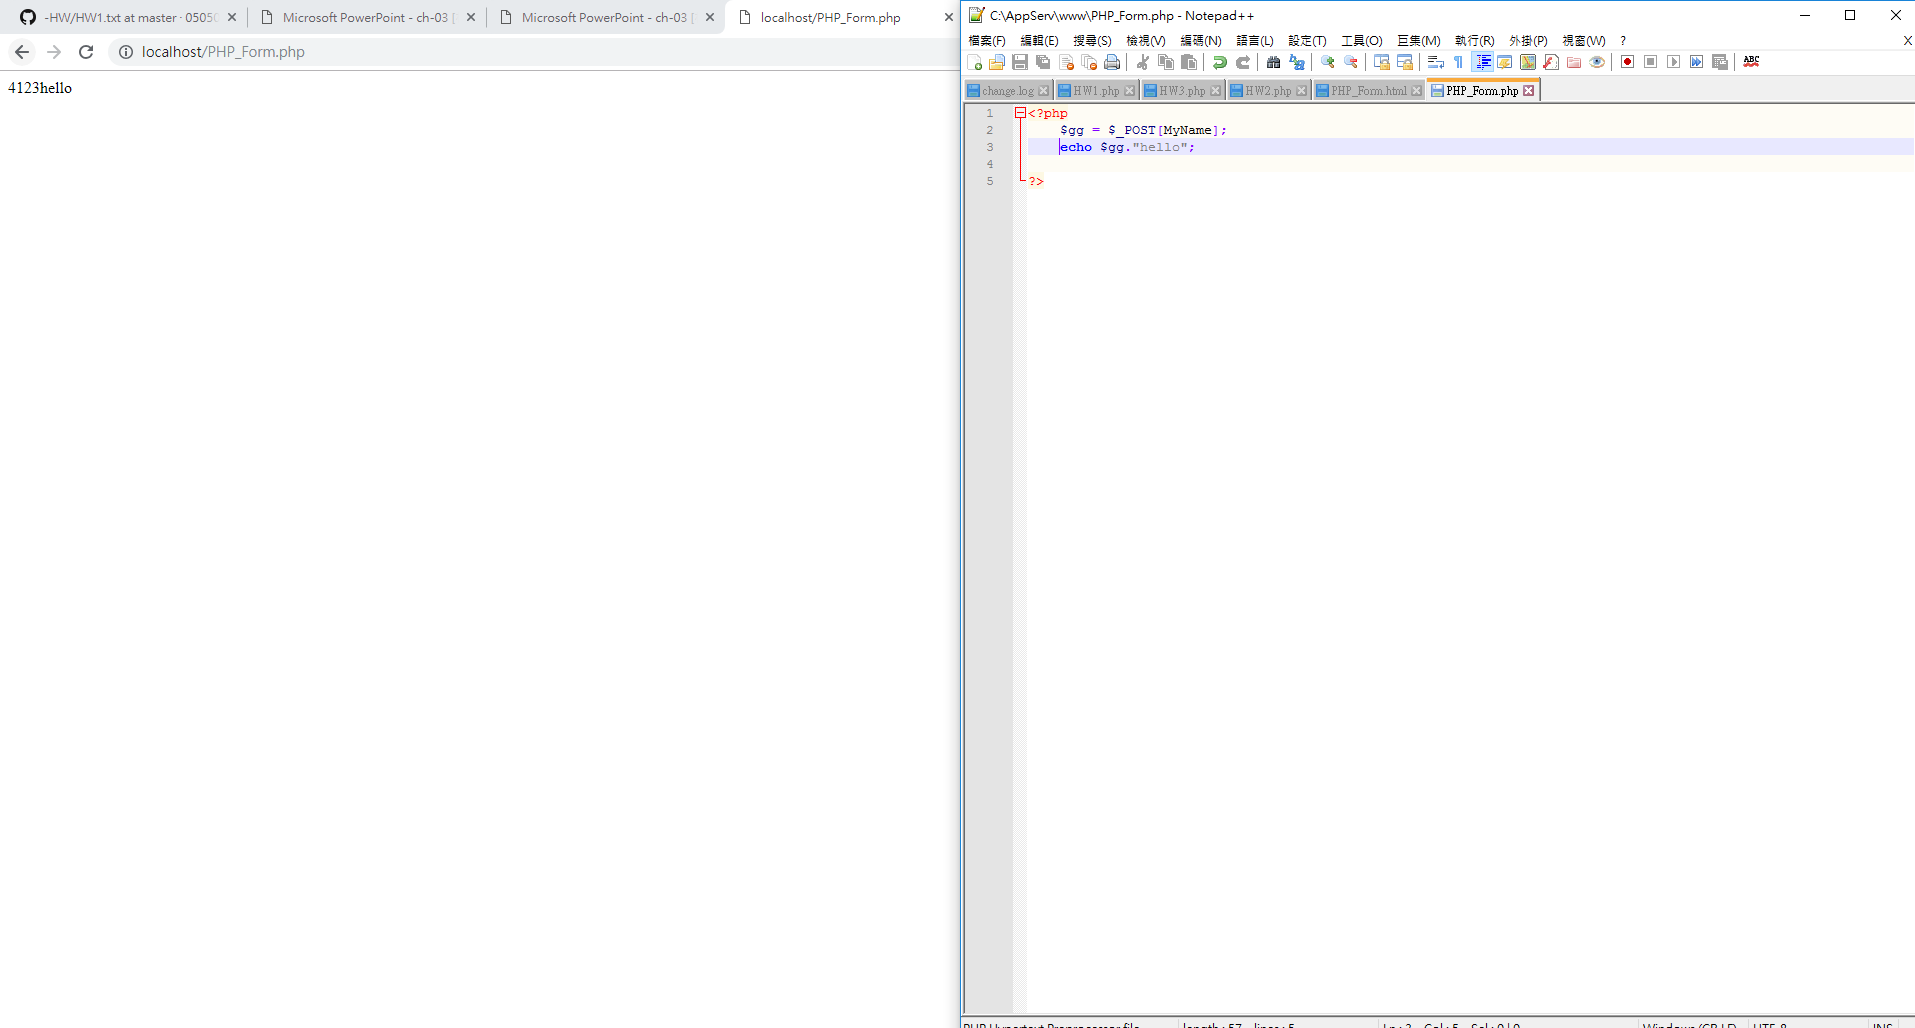 -HW/HW1.txt at master · 0505
Microsoft PowerPoint - ch-03 [
Microsoft PowerPoint - ch-03 [
localhost/PHP_Form.php
localhost/PHP_Form.php
4123hello
C:\AppServ\www\PHP_Form.php - Notepad++
檔案(F) 編輯(E) 搜尋(S) 檢視(V) 編碼(N) 語言(L) 設定(T) 工具(O) 巨集(M) 執行(R) 外掛(P) 視窗(W) ? X
ABC
change.log HW1.php HW3.php HW2.php PHP_Form.html PHP_Form.php
1 <?php
2 $gg = $_POST[MyName];
3 echo $gg."hello";
4
5 ?>
PHP Hypertext Preprocessor file length : 57 lines : 5 Ln : 3 Col : 5 Sel : 0 | 0 Windows (CR LF) UTF-8 INS